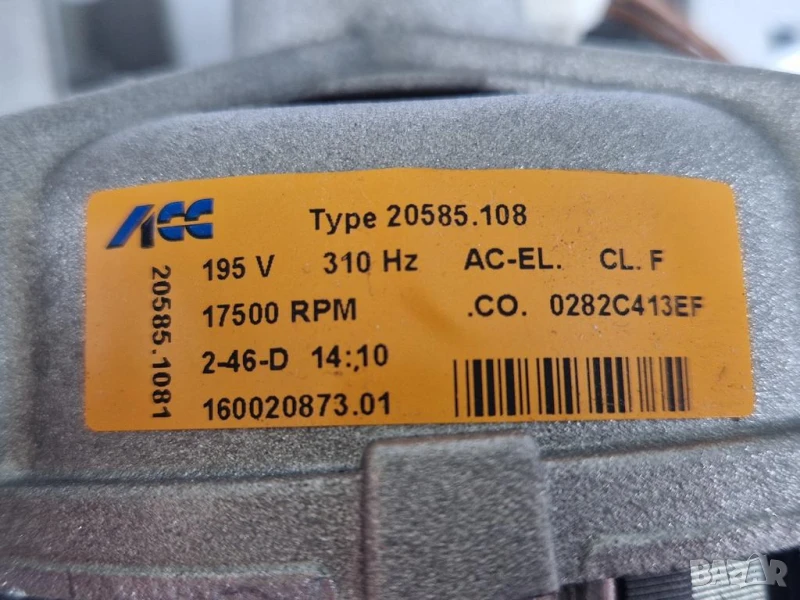 ACC Type 20585.108
195 V 310 Hz AC-EL. CL. F
17500 RPM .CO. 0282C413EF
2-46-D 14:,10
160020873.01
20585.1081
BAZAR